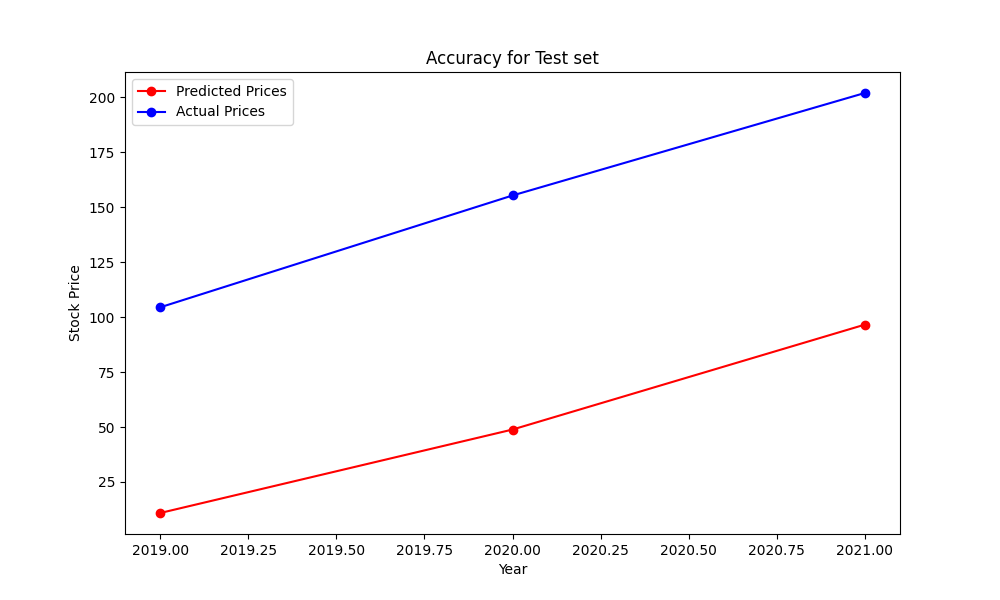 Accuracy for Test set
Predicted Prices
Actual Prices
200
175
150
125
100
75
50
25
Stock Price
2019.00 2019.25 2019.50 2019.75 2020.00 2020.25 2020.50 2020.75 2021.00
Year